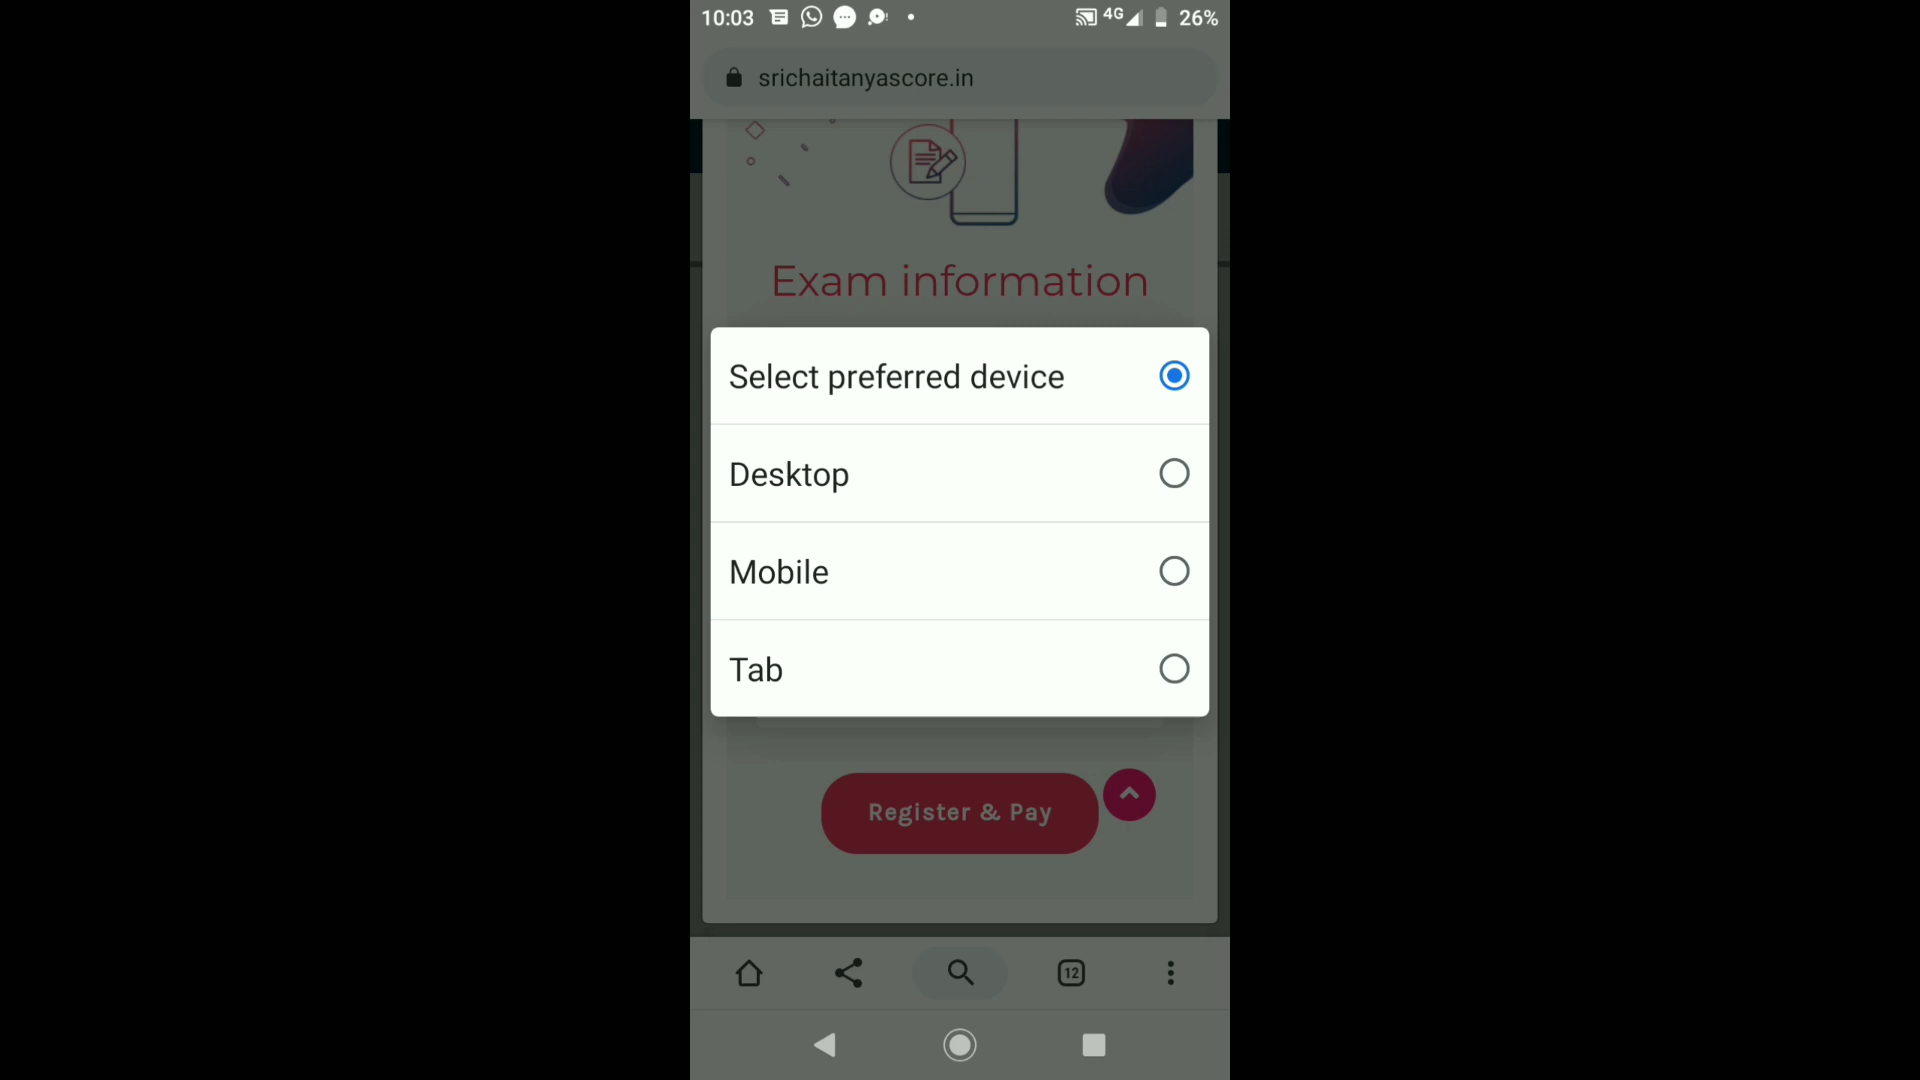 10:03 4G 26%
srichaitanyascore.in
Exam information
Select preferred device
Desktop
Mobile
Tab
Register & Pay
12